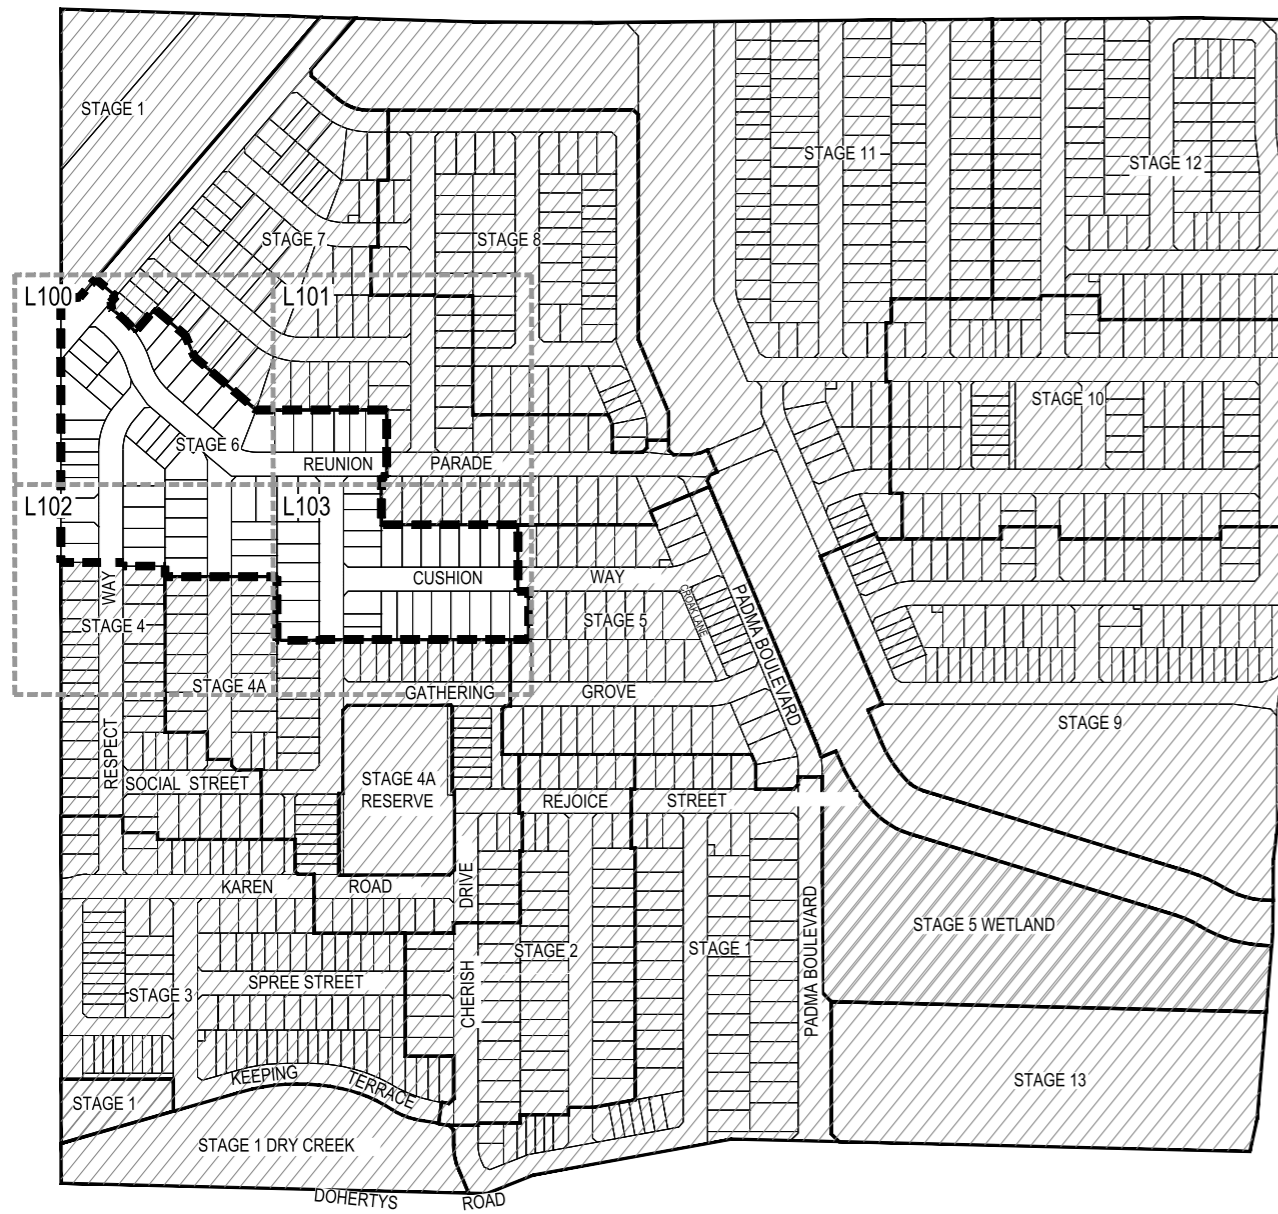 STAGE 1
STAGE 11
STAGE 12
STAGE 7
STAGE 8
L100
L101
STAGE 10
STAGE 6
REUNION
PARADE
L102
L103
CUSHION
WAY
WAY
CROAK LANE
PADMA BOULEVARD
STAGE 4
STAGE 5
STAGE 4A
GATHERING
GROVE
STAGE 9
RESPECT
SOCIAL STREET
STAGE 4A
RESERVE
REJOICE
STREET
KAREN
ROAD
DRIVE
PADMA BOULEVARD
STAGE 5 WETLAND
STAGE 2
STAGE 1
SPREE STREET
STAGE 3
CHERISH
KEEPING
TERRACE
STAGE 13
STAGE 1
STAGE 1 DRY CREEK
DOHERTYS
ROAD